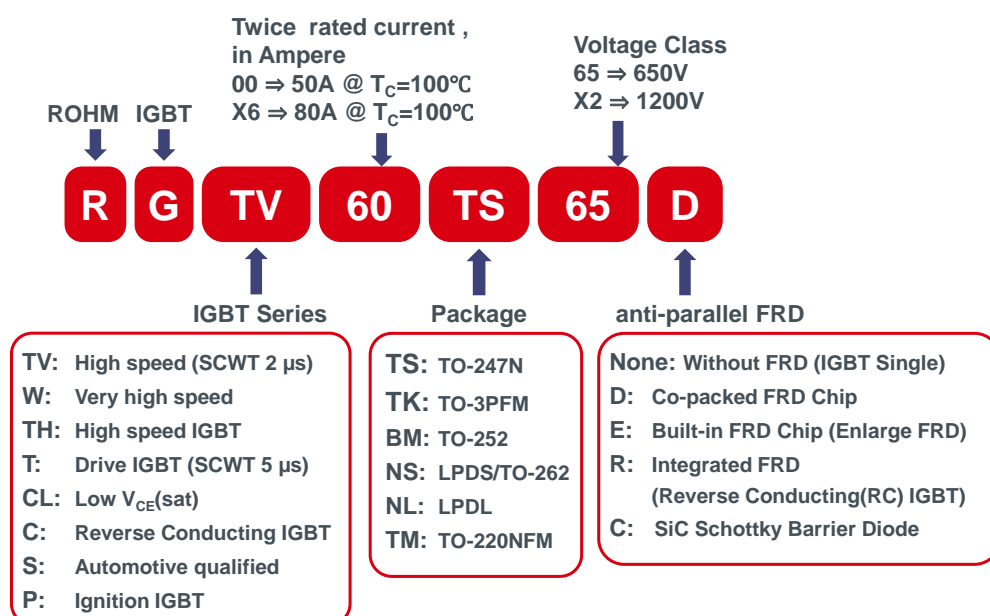 Twice rated current ,
in Ampere
00 ⇒ 50A @ TC=100℃
X6 ⇒ 80A @ TC=100℃
Voltage Class
65 ⇒ 650V
X2 ⇒ 1200V
ROHM IGBT
R G TV 60 TS 65 D
IGBT Series
TV: High speed (SCWT 2 µs)
W: Very high speed
TH: High speed IGBT
T: Drive IGBT (SCWT 5 µs)
CL: Low VCE(sat)
C: Reverse Conducting IGBT
S: Automotive qualified
P: Ignition IGBT
Package
TS: TO-247N
TK: TO-3PFM
BM: TO-252
NS: LPDS/TO-262
NL: LPDL
TM: TO-220NFM
anti-parallel FRD
None: Without FRD (IGBT Single)
D: Co-packed FRD Chip
E: Built-in FRD Chip (Enlarge FRD)
R: Integrated FRD
(Reverse Conducting(RC) IGBT)
C: SiC Schottky Barrier Diode